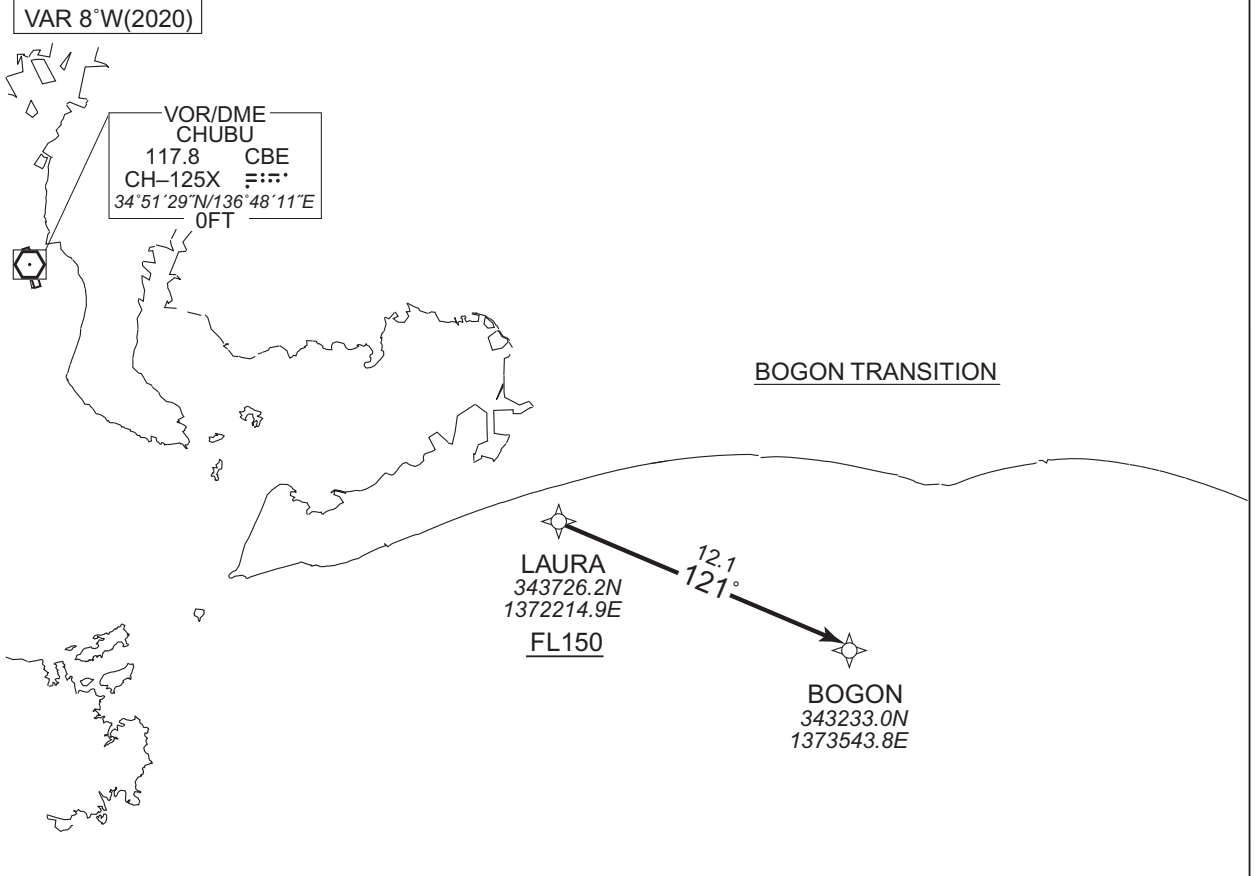 VAR 8°W(2020)
VOR/DME
CHUBU
117.8 CBE
CH–125X
34°51´29˝N/136°48´11˝E
0FT
BOGON TRANSITION
LAURA
343726.2N
1372214.9E
FL150
12.1
121°
BOGON
343233.0N
1373543.8E